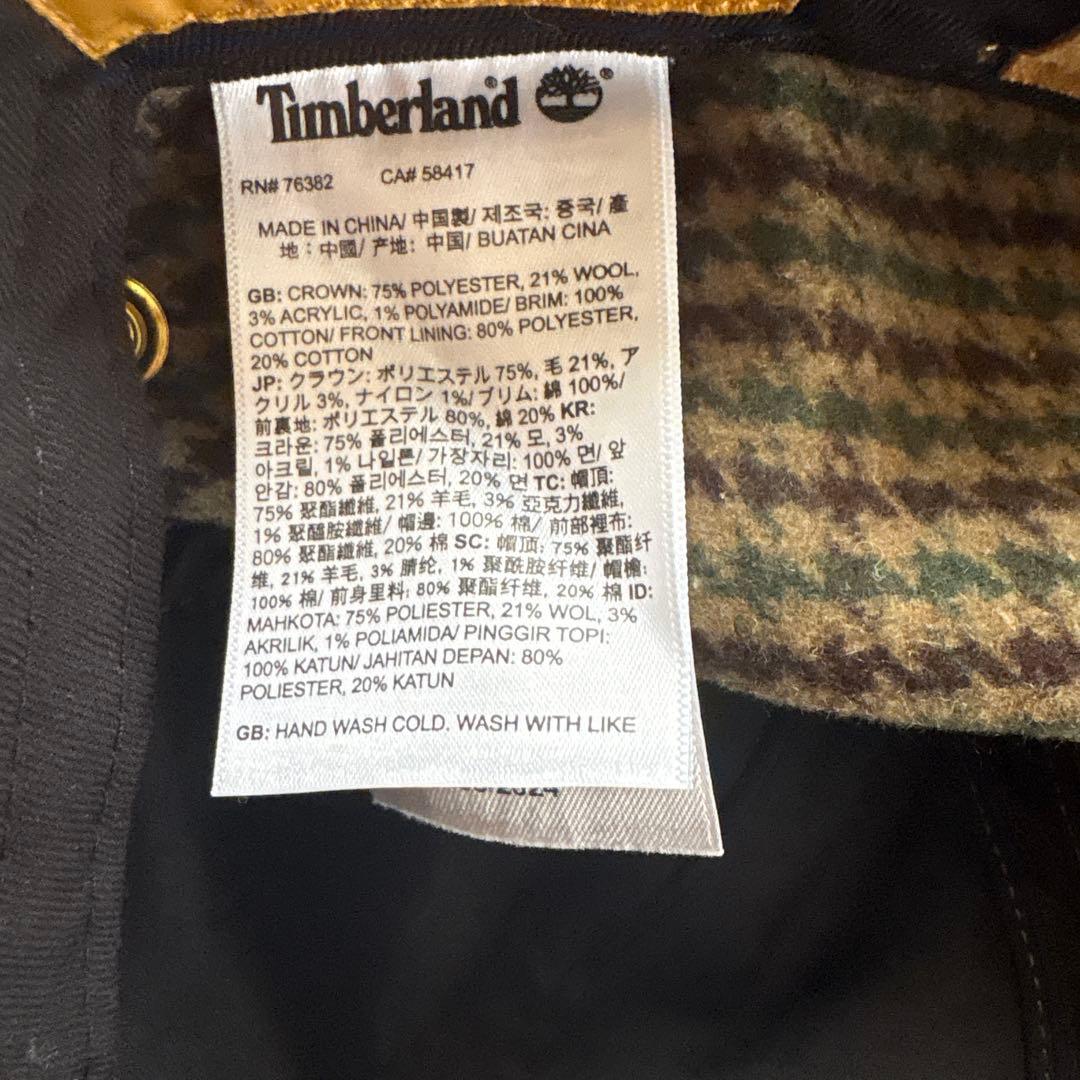 Timberland®
RN# 76382 CA# 58417
MADE IN CHINA/ 中国製/ 제조국: 중국/ 產
地：中國/ 产地: 中国/ BUATAN CINA
GB: CROWN: 75% POLYESTER, 21% WOOL,
3% ACRYLIC, 1% POLYAMIDE/ BRIM: 100%
COTTON/ FRONT LINING: 80% POLYESTER,
20% COTTON
JP: クラウン: ポリエステル 75%, 毛 21%, ア
クリル 3%, ナイロン 1%/ ブリム: 綿 100%/
前裏地: ポリエステル 80%, 綿 20% KR:
크라운: 75% 폴리에스터, 21% 모, 3%
아크릴, 1% 나일론/ 가장자리: 100% 면/ 앞
안감: 80% 폴리에스터, 20% 면 TC: 帽頂:
75% 聚酯纖維, 21% 羊毛, 3% 亞克力纖維,
1% 聚醯胺纖維/ 帽邊: 100% 棉/ 前部裡布:
80% 聚酯纖維, 20% 棉 SC: 帽顶: 75% 聚酯纤
维, 21% 羊毛, 3% 腈纶, 1% 聚酰胺纤维/ 帽檐:
100% 棉/ 前身里料: 80% 聚酯纤维, 20% 棉 ID:
MAHKOTA: 75% POLIESTER, 21% WOL, 3%
AKRILIK, 1% POLIAMIDA/ PINGGIR TOPI:
100% KATUN/ JAHITAN DEPAN: 80%
POLIESTER, 20% KATUN
GB: HAND WASH COLD. WASH WITH LIKE